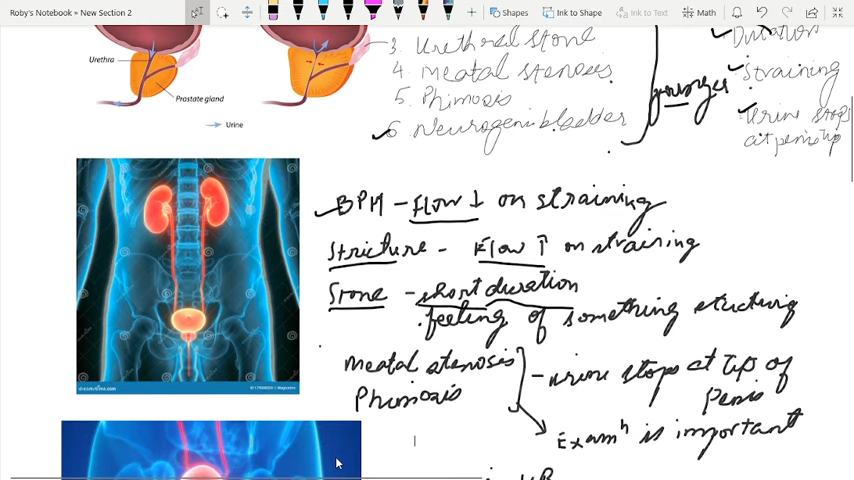 Roby's Notebook » New Section 2
Shapes
Ink to Shape
Ink to Text
Math
Urethra
Prostate gland
Urine
3. Urethral stone
4. Meatal stenosis
5. Phimosis
6 Neurogenic bladder
younger
Duration
Straining
Urine stops
at penis tip
BPH - Flow ↓ on straining
Stricture - Flow ↑ on straining
Stone - short duration
feeling of something
Meatal stenosis
Phimosis
- urine stops at tip of
Penis
Examⁿ is important
dreamstime.com